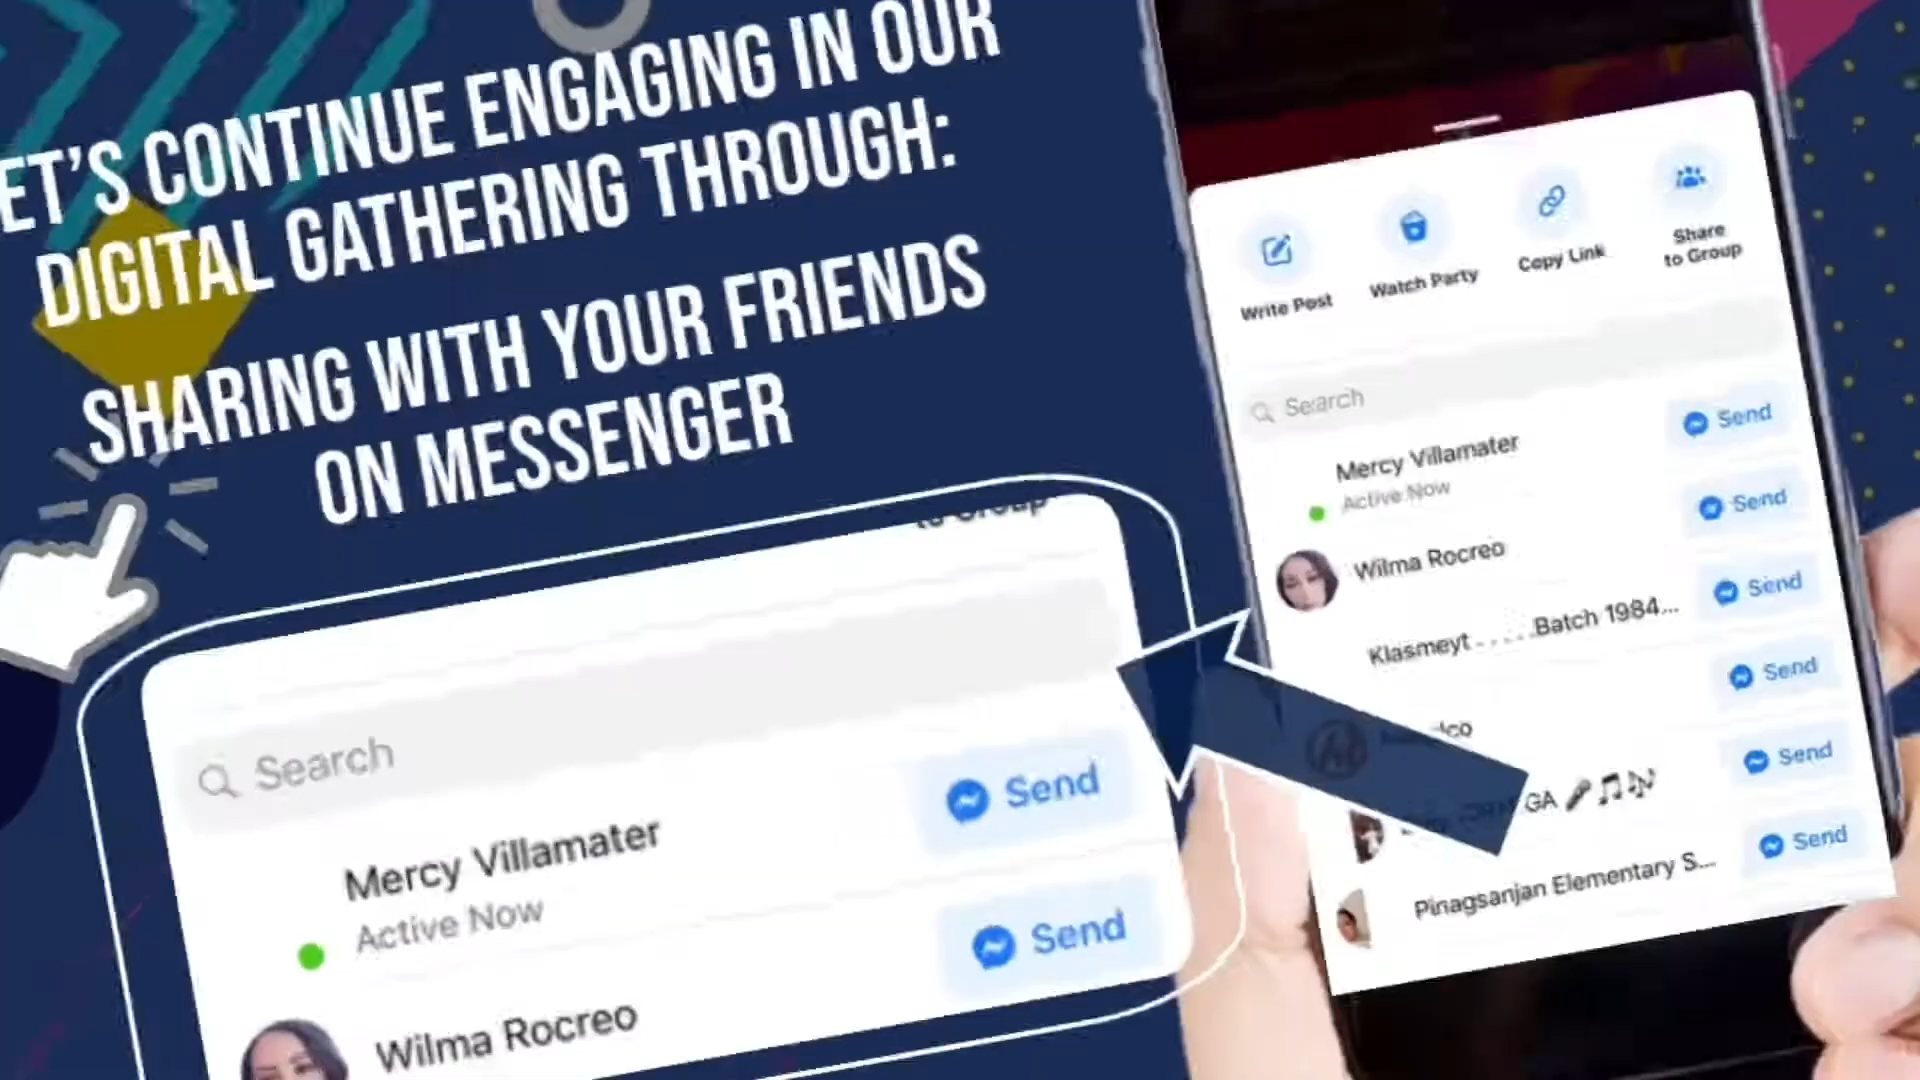 ET'S CONTINUE ENGAGING IN OUR
DIGITAL GATHERING THROUGH:
SHARING WITH YOUR FRIENDS
ON MESSENGER
to Group
Search
Mercy Villamater
Active Now
Send
Wilma Rocreo
Send
Write Post
Watch Party
Copy Link
Share
to Group
Search
Mercy Villamater
Active Now
Send
Wilma Rocreo
Send
Klasmeyt . . . . .Batch 1984...
Send
Send
GA 🎤🎵🎶
Send
Pinagsanjan Elementary S...
Send